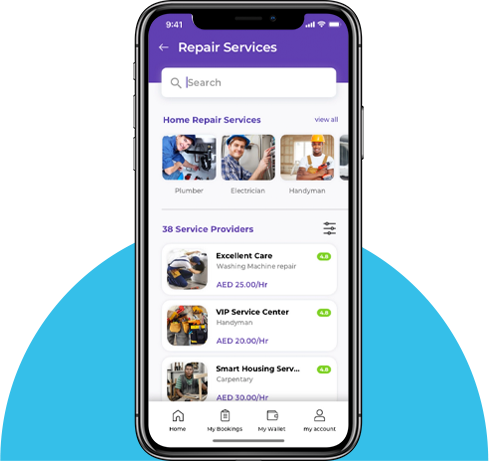 9:41
Repair Services
Search
Home Repair Services
view all
Plumber
Electrician
Handyman
38 Service Providers
Excellent Care
4.8
Washing Machine repair
AED 25.00/Hr
VIP Service Center
4.8
Handyman
AED 20.00/Hr
Smart Housing Serv...
4.8
Carpentary
AED 30.00/Hr
Home
My Bookings
My Wallet
my account